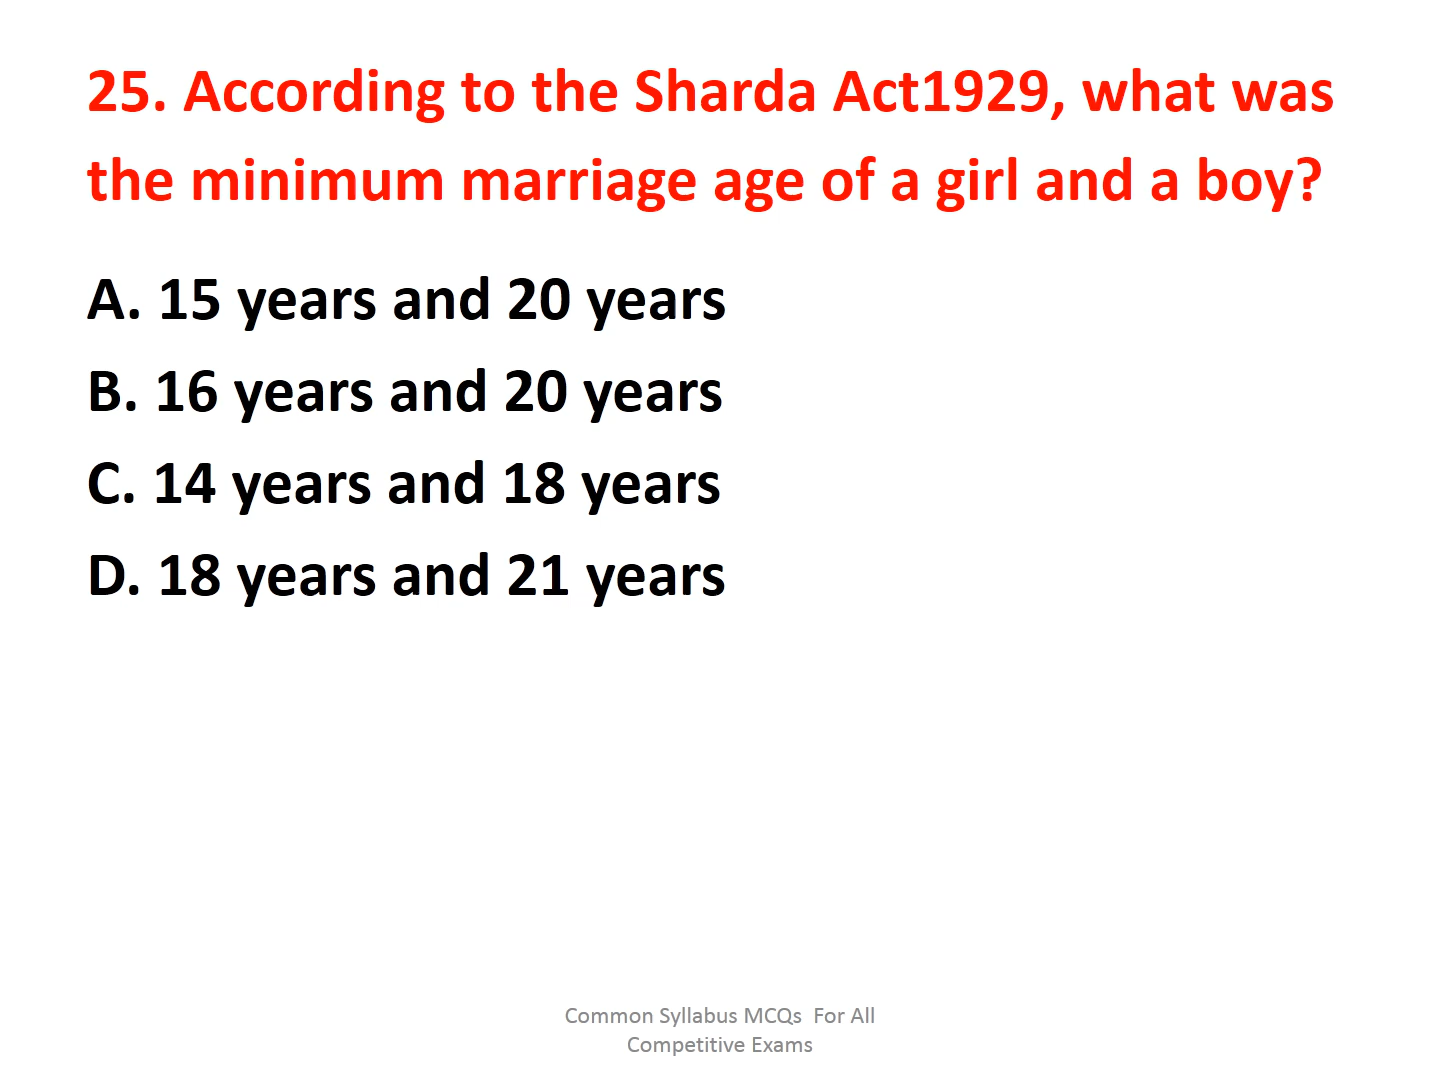 25. According to the Sharda Act1929, what was
the minimum marriage age of a girl and a boy?
A. 15 years and 20 years
B. 16 years and 20 years
C. 14 years and 18 years
D. 18 years and 21 years
Common Syllabus MCQs  For All
Competitive Exams